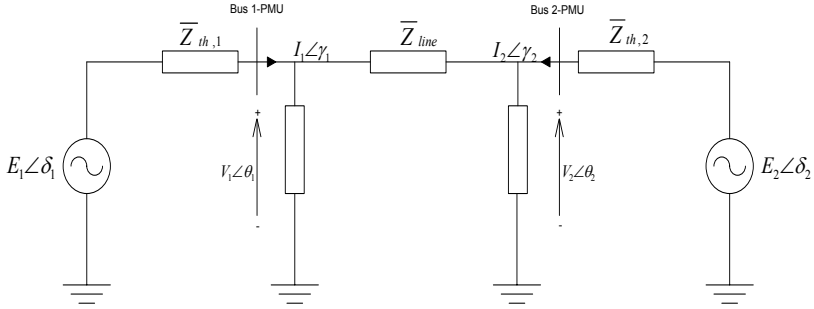 Bus 1-PMU
Bus 2-PMU
Z̅th,1
I₁∠γ₁
Z̅line
I₂∠γ₂
Z̅th,2
+
+
E₁∠δ₁
V₁∠θ₁
V₂∠θ₂
E₂∠δ₂
-
-